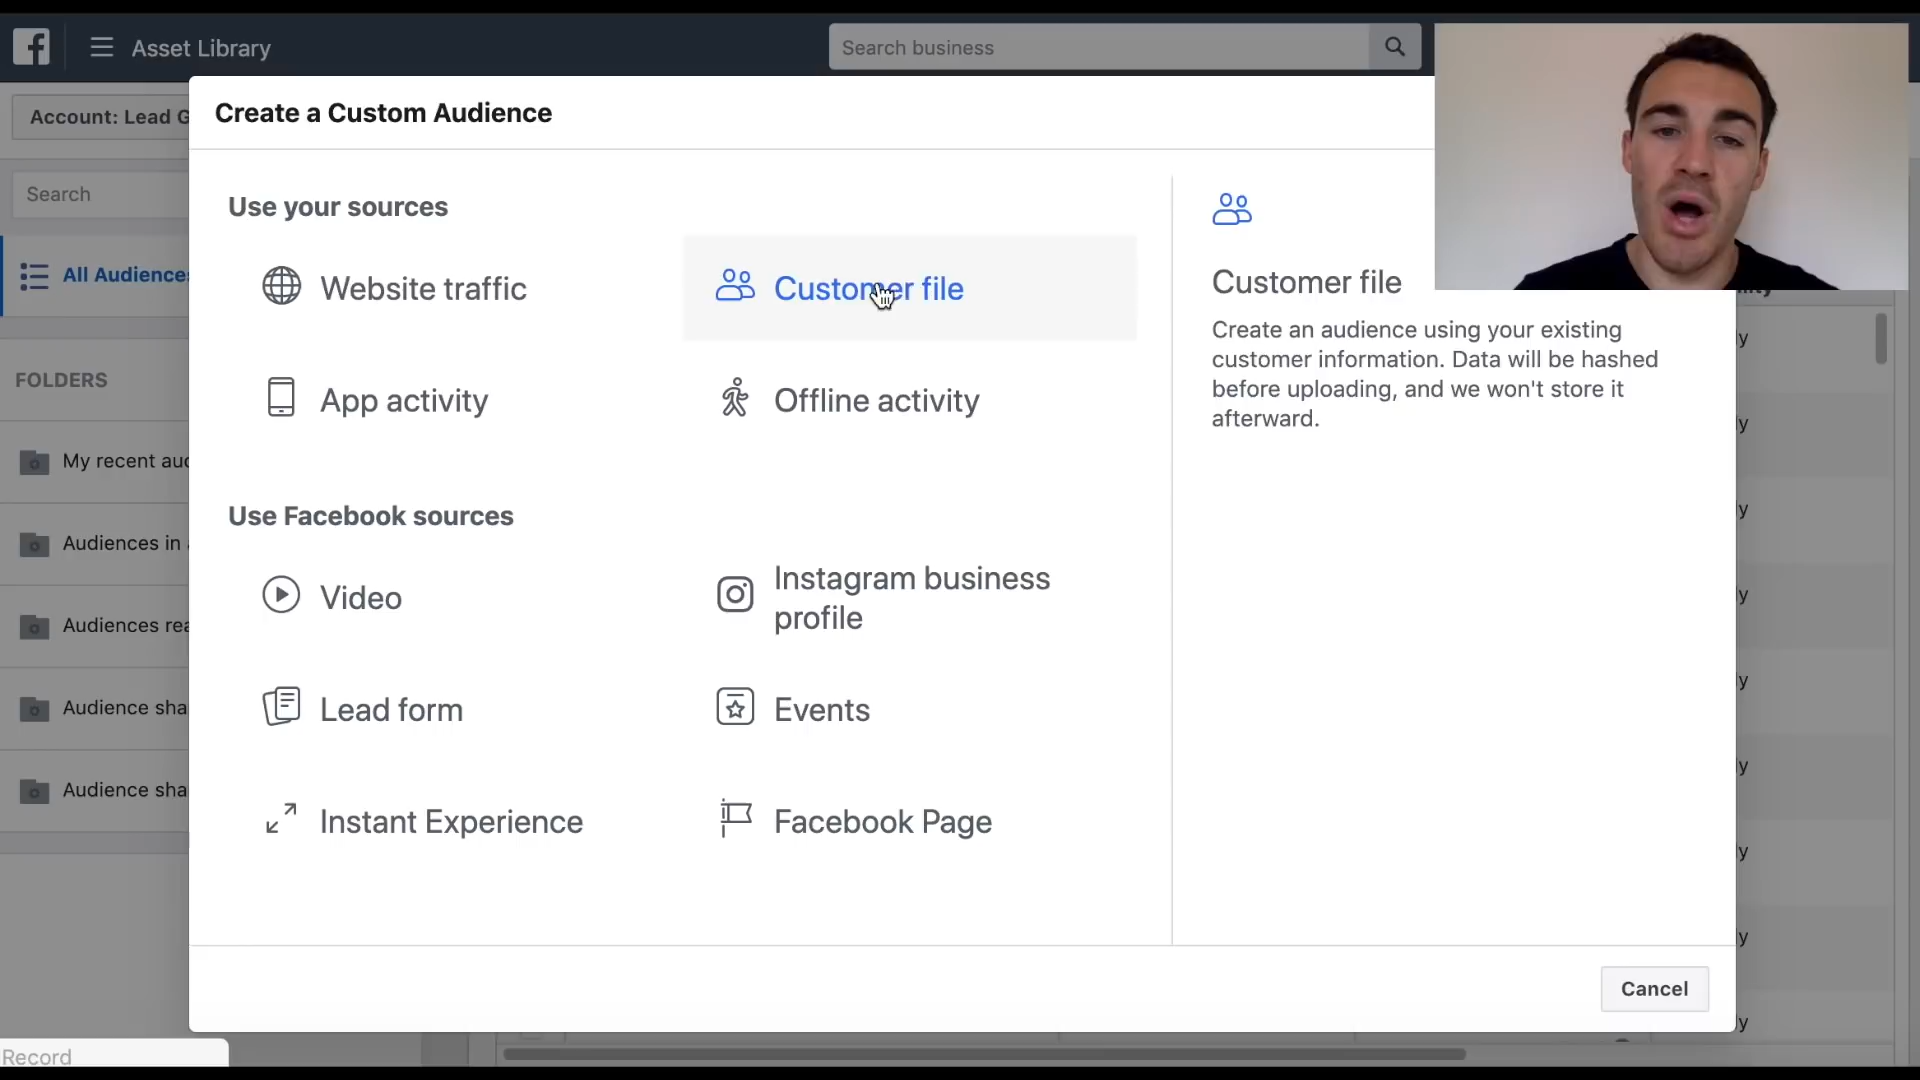 Asset Library
Search business
Account: Lead G
Create a Custom Audience
Search
All Audiences
FOLDERS
My recent aud
Audiences in
Audiences rea
Audience sha
Audience sha
Use your sources
Website traffic
Customer file
App activity
Offline activity
Use Facebook sources
Video
Instagram business
profile
Lead form
Events
Instant Experience
Facebook Page
Customer file
Create an audience using your existing
customer information. Data will be hashed
before uploading, and we won't store it
afterward.
Cancel
Record